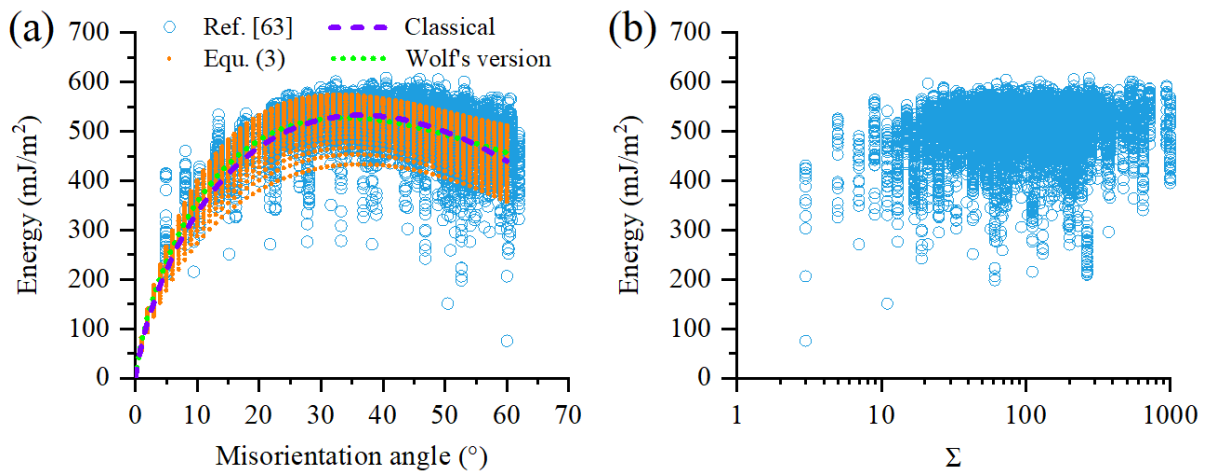 (a)
Ref. [63]
Classical
Equ. (3)
Wolf's version
700
600
500
400
300
200
100
0
Energy (mJ/m²)
0 10 20 30 40 50 60 70
Misorientation angle (°)
(b)
700
600
500
400
300
200
100
0
Energy (mJ/m²)
1 10 100 1000
Σ